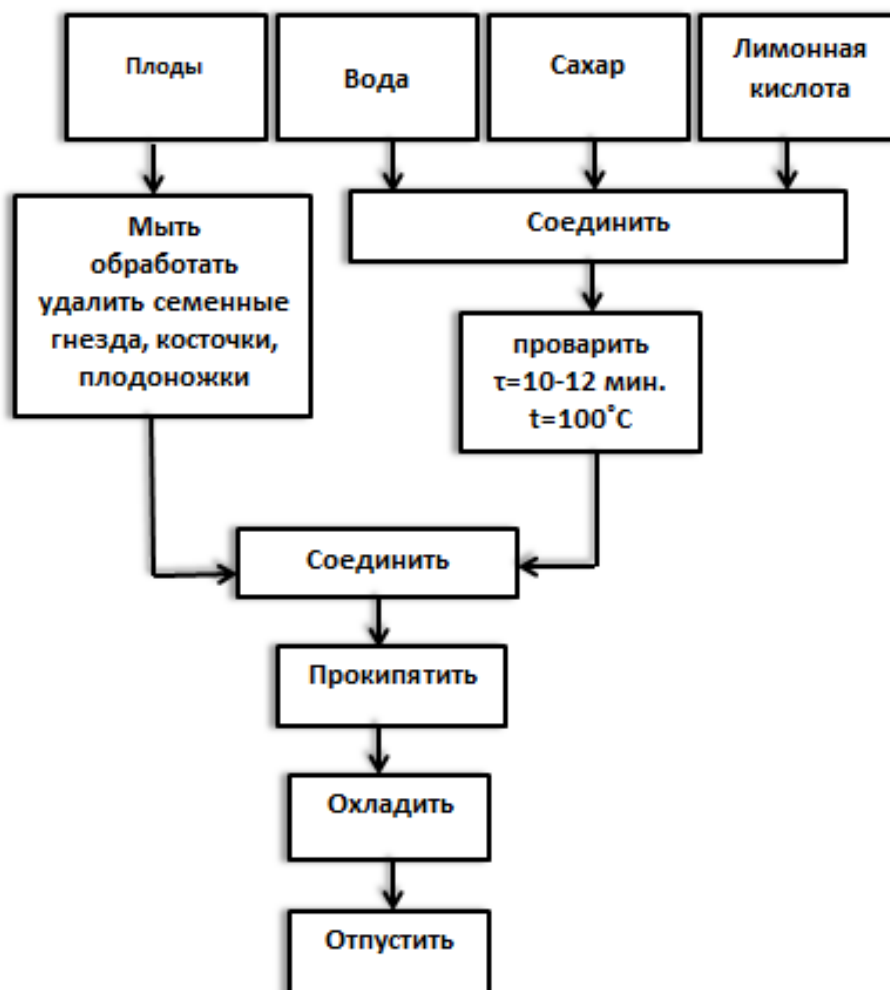 Плоды
Вода
Сахар
Лимонная
кислота
Мыть
обработать
удалить семенные
гнезда, косточки,
плодоножки
Соединить
проварить
τ=10-12 мин.
t=100˚С
Соединить
Прокипятить
Охладить
Отпустить